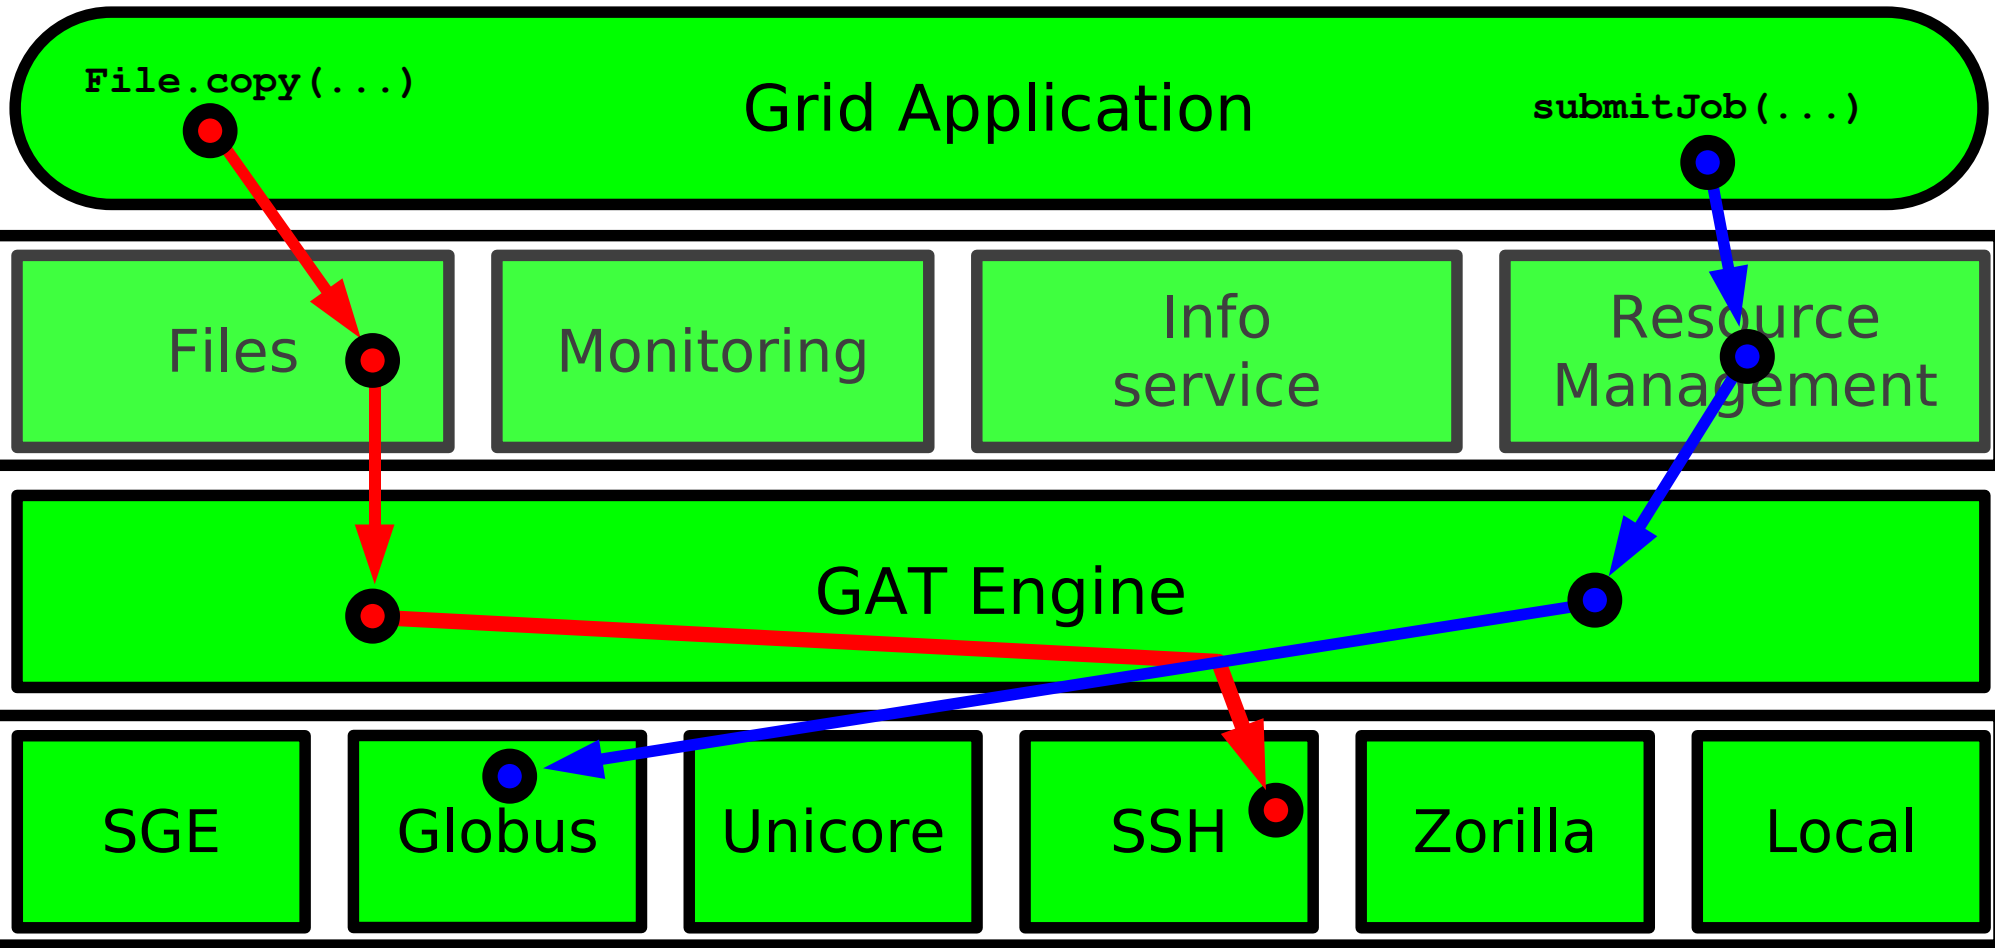 File.copy(...)
Grid Application
submitJob(...)
Files
Monitoring
Info
service
Resource
Management
GAT Engine
SGE
Globus
Unicore
SSH
Zorilla
Local